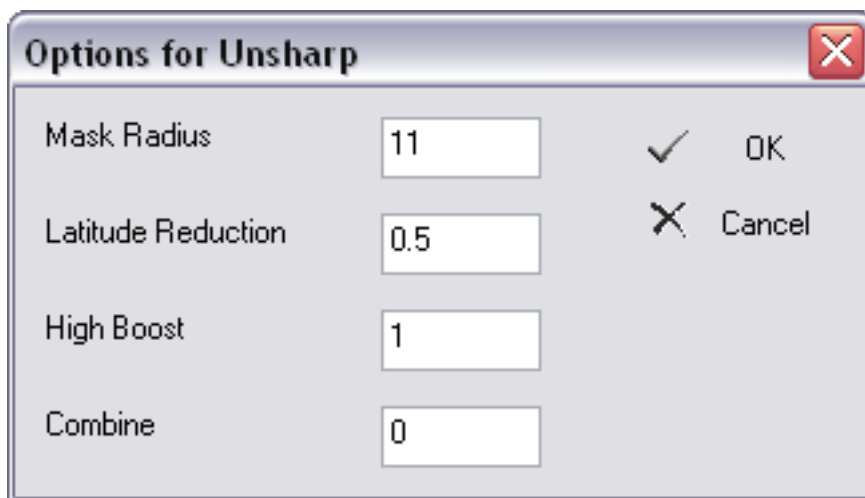 Options for Unsharp
Mask Radius 11 OK
Latitude Reduction 0.5 Cancel
High Boost 1
Combine 0